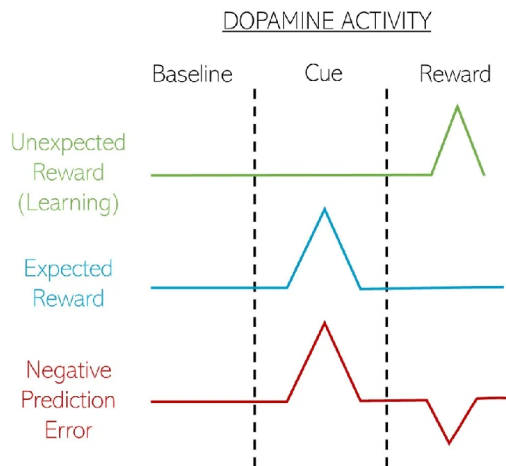 DOPAMINE ACTIVITY
Baseline
Cue
Reward
Unexpected
Reward
(Learning)
Expected
Reward
Negative
Prediction
Error